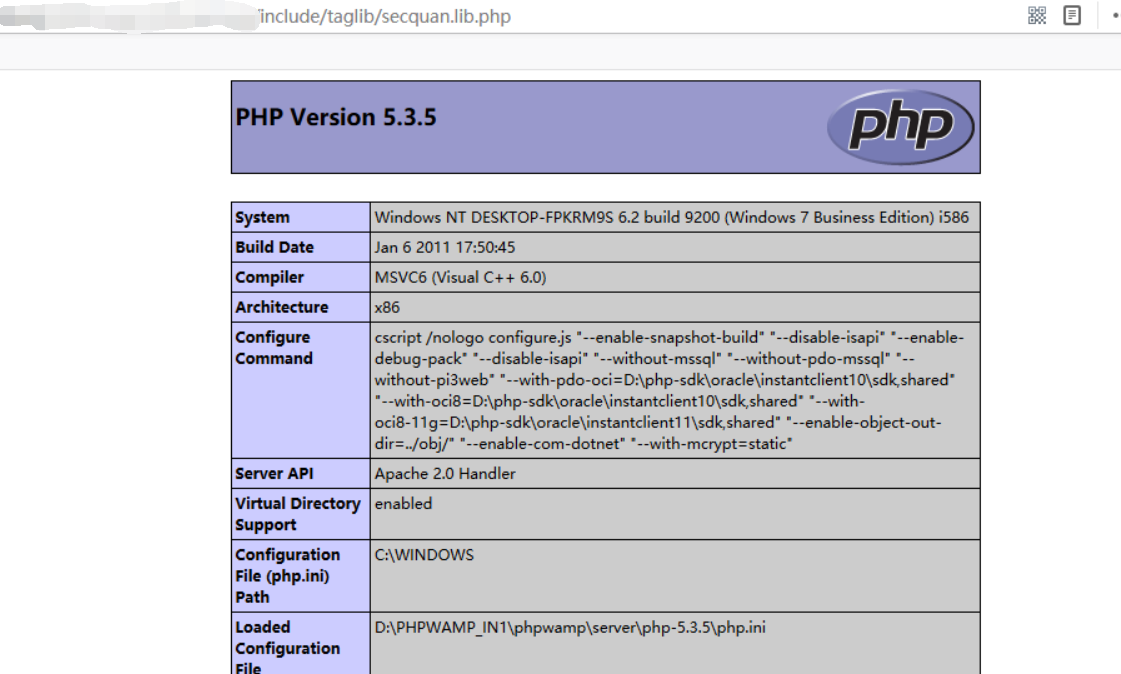 /include/taglib/secquan.lib.php
PHP Version 5.3.5
php
System Windows NT DESKTOP-FPKRM9S 6.2 build 9200 (Windows 7 Business Edition) i586
Build Date Jan 6 2011 17:50:45
Compiler MSVC6 (Visual C++ 6.0)
Architecture x86
Configure cscript /nologo configure.js "--enable-snapshot-build" "--disable-isapi" "--enable-
Command debug-pack" "--disable-isapi" "--without-mssql" "--without-pdo-mssql" "--
without-pi3web" "--with-pdo-oci=D:\php-sdk\oracle\instantclient10\sdk,shared"
"--with-oci8=D:\php-sdk\oracle\instantclient10\sdk,shared" "--with-
oci8-11g=D:\php-sdk\oracle\instantclient11\sdk,shared" "--enable-object-out-
dir=../obj/" "--enable-com-dotnet" "--with-mcrypt=static"
Server API Apache 2.0 Handler
Virtual Directory enabled
Support
Configuration C:\WINDOWS
File (php.ini)
Path
Loaded D:\PHPWAMP_IN1\phpwamp\server\php-5.3.5\php.ini
Configuration
File